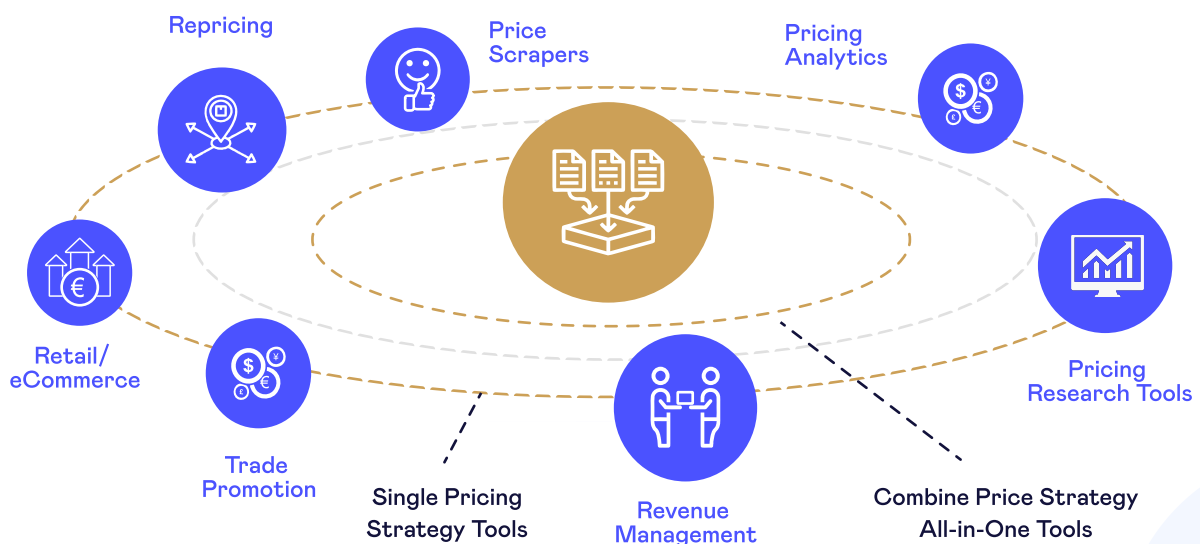 Repricing
Price
Scrapers
Pricing
Analytics
$
¥
€
£
M
€
Retail/
eCommerce
$
¥
€
£
Trade
Promotion
Pricing
Research Tools
Single Pricing
Strategy Tools
Revenue
Management
Combine Price Strategy
All-in-One Tools